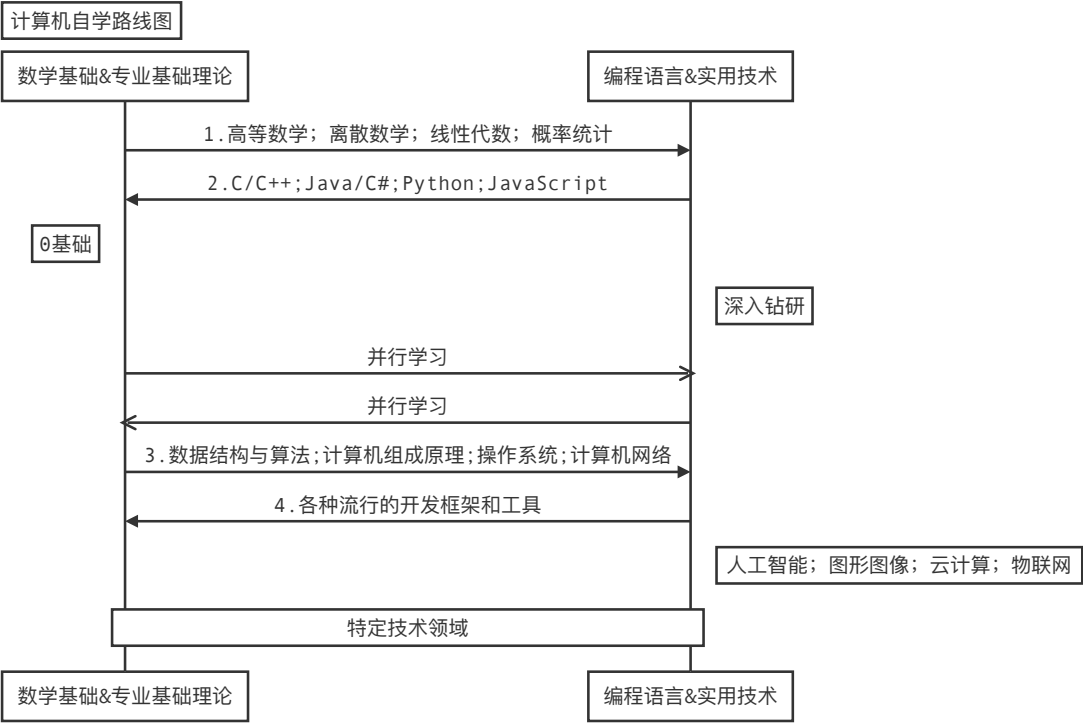 计算机自学路线图
数学基础&专业基础理论
编程语言&实用技术
1.高等数学；离散数学；线性代数；概率统计
2.C/C++;Java/C#;Python;JavaScript
0基础
深入钻研
并行学习
并行学习
3.数据结构与算法;计算机组成原理;操作系统;计算机网络
4.各种流行的开发框架和工具
人工智能；图形图像；云计算；物联网
特定技术领域
数学基础&专业基础理论
编程语言&实用技术